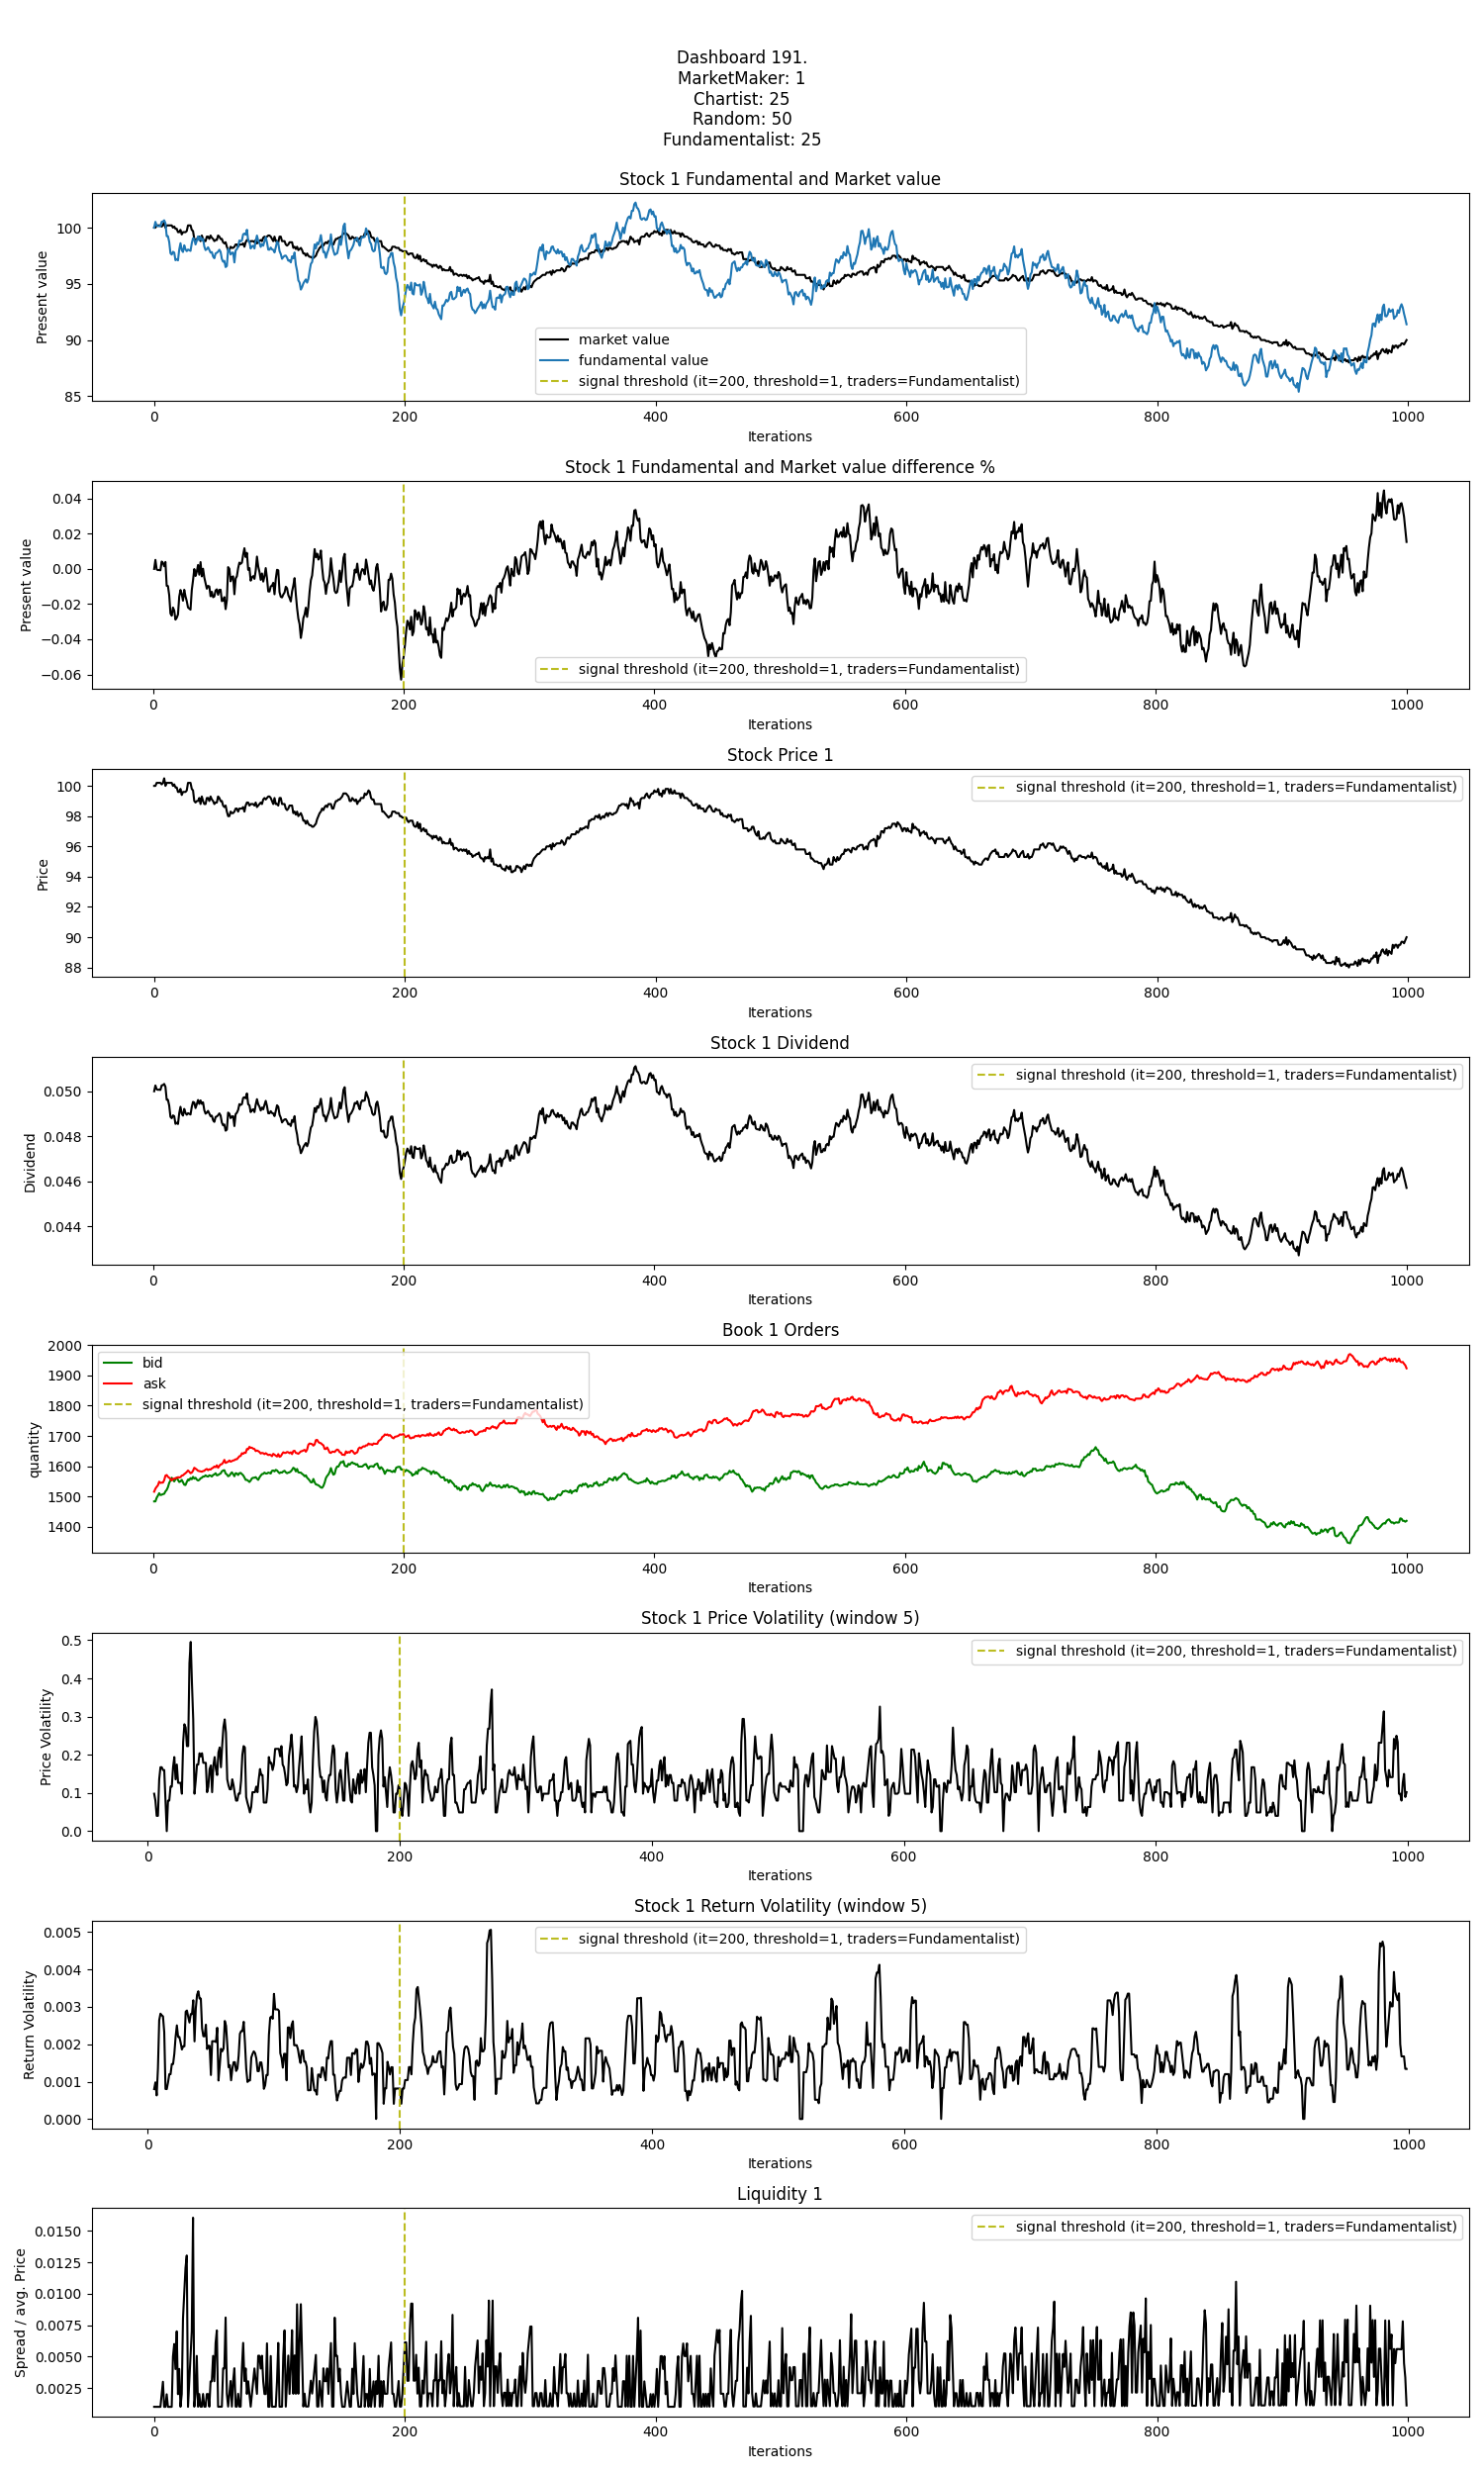 Dashboard 191.
MarketMaker: 1
Chartist: 25
Random: 50
Fundamentalist: 25
Stock 1 Fundamental and Market value
Present value
100
95
90
85
market value
fundamental value
signal threshold (it=200, threshold=1, traders=Fundamentalist)
0 200 400 600 800 1000
Iterations
Stock 1 Fundamental and Market value difference %
Present value
0.04
0.02
0.00
−0.02
−0.04
−0.06
signal threshold (it=200, threshold=1, traders=Fundamentalist)
0 200 400 600 800 1000
Iterations
Stock Price 1
Price
100
98
96
94
92
90
88
signal threshold (it=200, threshold=1, traders=Fundamentalist)
0 200 400 600 800 1000
Iterations
Stock 1 Dividend
Dividend
0.050
0.048
0.046
0.044
signal threshold (it=200, threshold=1, traders=Fundamentalist)
0 200 400 600 800 1000
Iterations
Book 1 Orders
quantity
2000
1900
1800
1700
1600
1500
1400
bid
ask
signal threshold (it=200, threshold=1, traders=Fundamentalist)
0 200 400 600 800 1000
Iterations
Stock 1 Price Volatility (window 5)
Price Volatility
0.5
0.4
0.3
0.2
0.1
0.0
signal threshold (it=200, threshold=1, traders=Fundamentalist)
0 200 400 600 800 1000
Iterations
Stock 1 Return Volatility (window 5)
Return Volatility
0.005
0.004
0.003
0.002
0.001
0.000
signal threshold (it=200, threshold=1, traders=Fundamentalist)
0 200 400 600 800 1000
Iterations
Liquidity 1
Spread / avg. Price
0.0150
0.0125
0.0100
0.0075
0.0050
0.0025
signal threshold (it=200, threshold=1, traders=Fundamentalist)
0 200 400 600 800 1000
Iterations